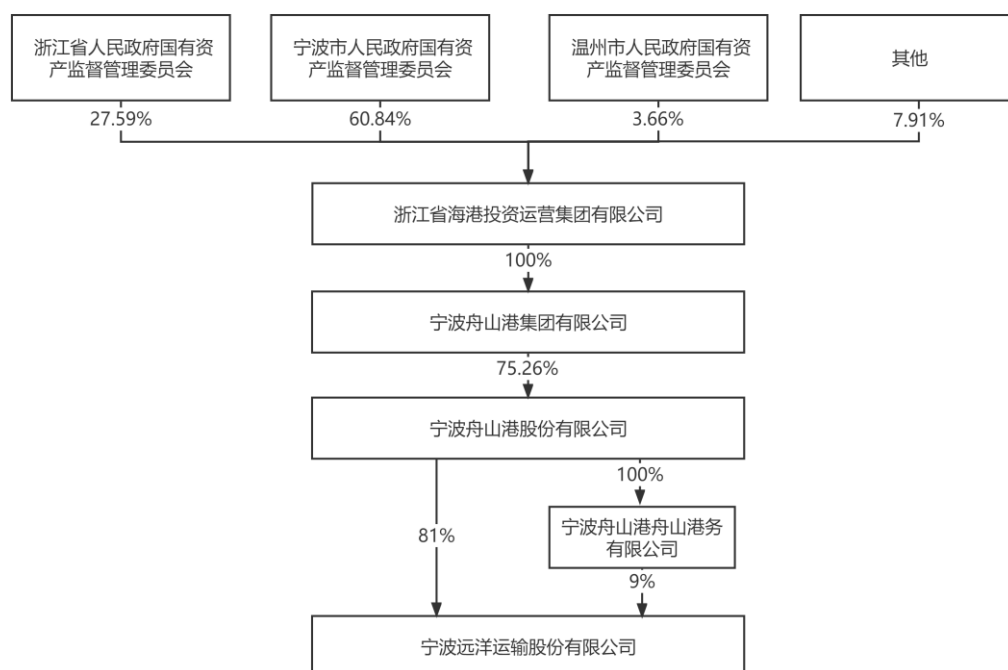 浙江省人民政府国有资
产监督管理委员会
宁波市人民政府国有资
产监督管理委员会
温州市人民政府国有资
产监督管理委员会
其他
27.59%
60.84%
3.66%
7.91%
浙江省海港投资运营集团有限公司
100%
宁波舟山港集团有限公司
75.26%
宁波舟山港股份有限公司
100%
宁波舟山港舟山港务
有限公司
81%
9%
宁波远洋运输股份有限公司